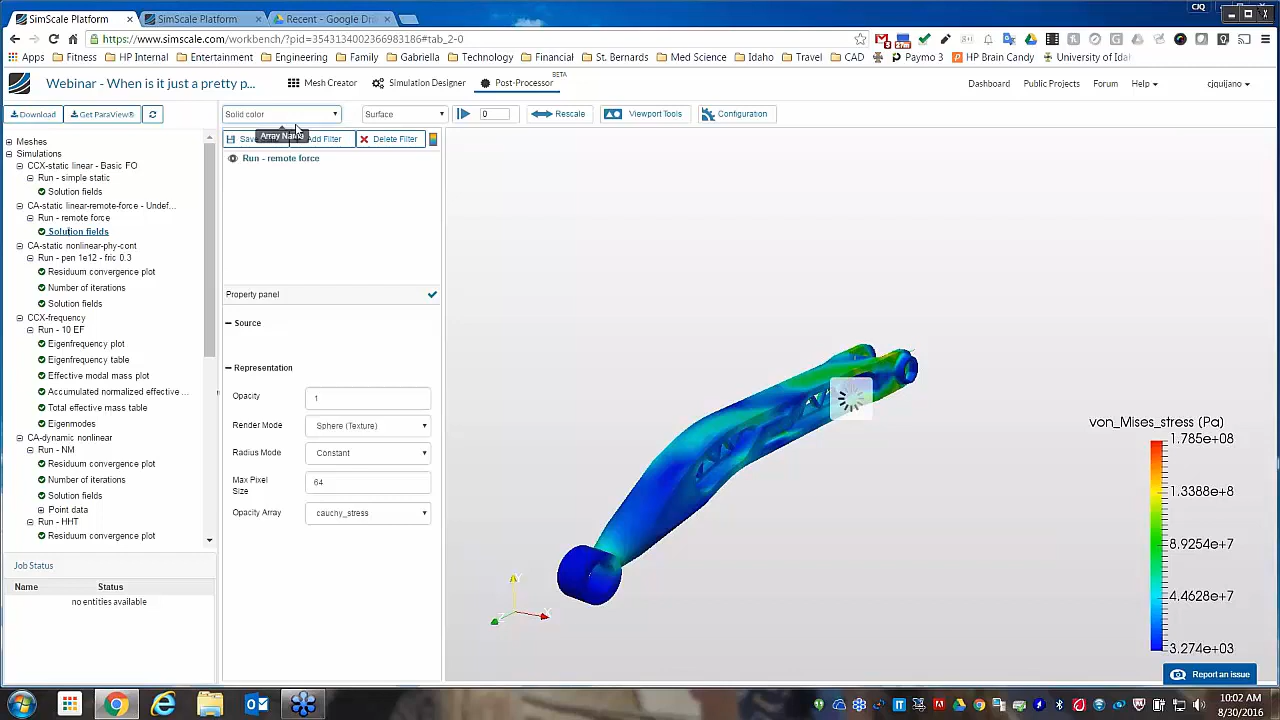 CIQ
SimScale Platform
SimScale Platform
Recent - Google Dri
https://www.simscale.com/workbench/?pid=3543134002366983186#tab_2-0
Apps
Fitness
HP Internal
Entertainment
Engineering
Family
Gabriella
Technology
Financial
St. Bernards
Med Science
Idaho
Travel
CAD
Paymo 3
HP Brain Candy
University of Idah
Webinar - When is it just a pretty p...
Mesh Creator
Simulation Designer
Post-Processor
BETA
Dashboard
Public Projects
Forum
Help
cjquijano
Download
Get ParaView®
Solid color
Surface
0
Rescale
Viewport Tools
Configuration
Array Name
Add Filter
Delete Filter
Run - remote force
Meshes
Simulations
CCX-static linear - Basic FO
Run - simple static
Solution fields
CA-static linear-remote-force - Undef...
Run - remote force
Solution fields
CA-static nonlinear-phy-cont
Run - pen 1e12 - fric 0.3
Residuum convergence plot
Number of iterations
Solution fields
CCX-frequency
Run - 10 EF
Eigenfrequency plot
Eigenfrequency table
Effective modal mass plot
Accumulated normalized effective ...
Total effective mass table
Eigenmodes
CA-dynamic nonlinear
Run - NM
Residuum convergence plot
Number of iterations
Solution fields
Point data
Run - HHT
Residuum convergence plot
Job Status
Name Status
no entities available
Property panel
Source
Representation
Opacity 1
Render Mode Sphere (Texture)
Radius Mode Constant
Max Pixel
Size
64
Opacity Array cauchy_stress
Y
X
Z
von_Mises_stress (Pa)
1.785e+08
1.3388e+8
8.9254e+7
4.4628e+7
3.274e+03
Report an issue
10:02 AM
8/30/2016